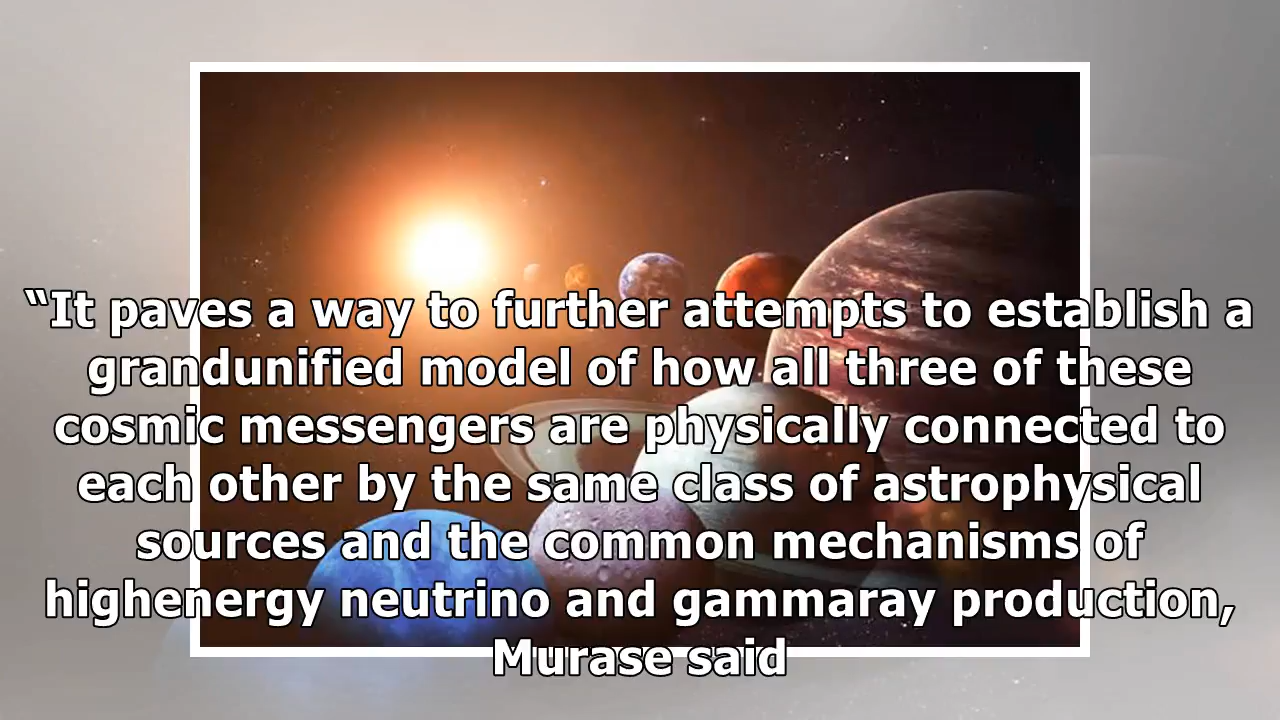 “It paves a way to further attempts to establish a
grandunified model of how all three of these
cosmic messengers are physically connected to
each other by the same class of astrophysical
sources and the common mechanisms of
highenergy neutrino and gammaray production,
Murase said